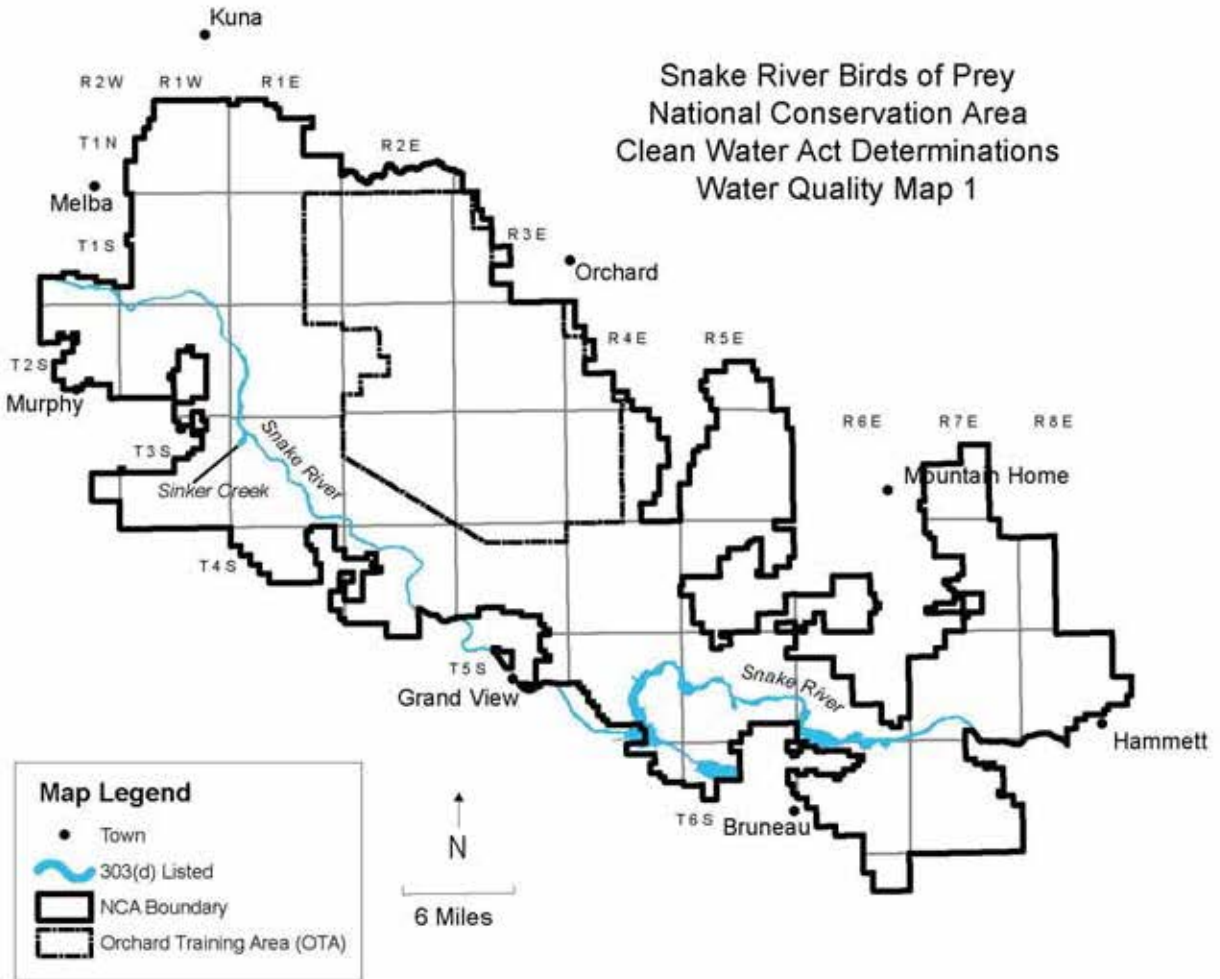 Kuna
Snake River Birds of Prey
National Conservation Area
Clean Water Act Determinations
Water Quality Map 1
R2W R1W R1E
T1N
R2E
Melba
T1S
R3E
Orchard
R4E R5E
T2S
Murphy
R6E R7E R8E
T3S
Snake River
Sinker Creek
Mountain Home
T4S
T5S
Grand View
Snake River
Hammett
T6S
Bruneau
Map Legend
Town
303(d) Listed
NCA Boundary
Orchard Training Area (OTA)
N
6 Miles